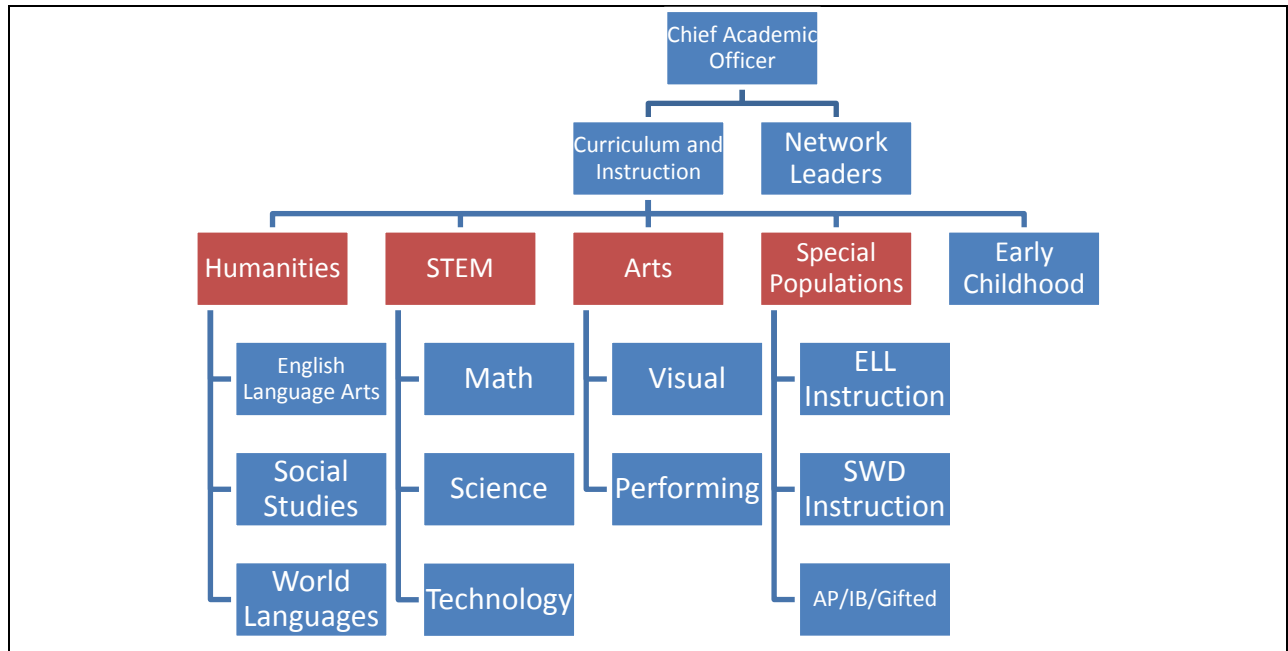 Chief Academic
Officer
Curriculum and
Instruction
Network
Leaders
Humanities
STEM
Arts
Special
Populations
Early
Childhood
English
Language Arts
Math
Visual
ELL
Instruction
Social
Studies
Science
Performing
SWD
Instruction
World
Languages
Technology
AP/IB/Gifted